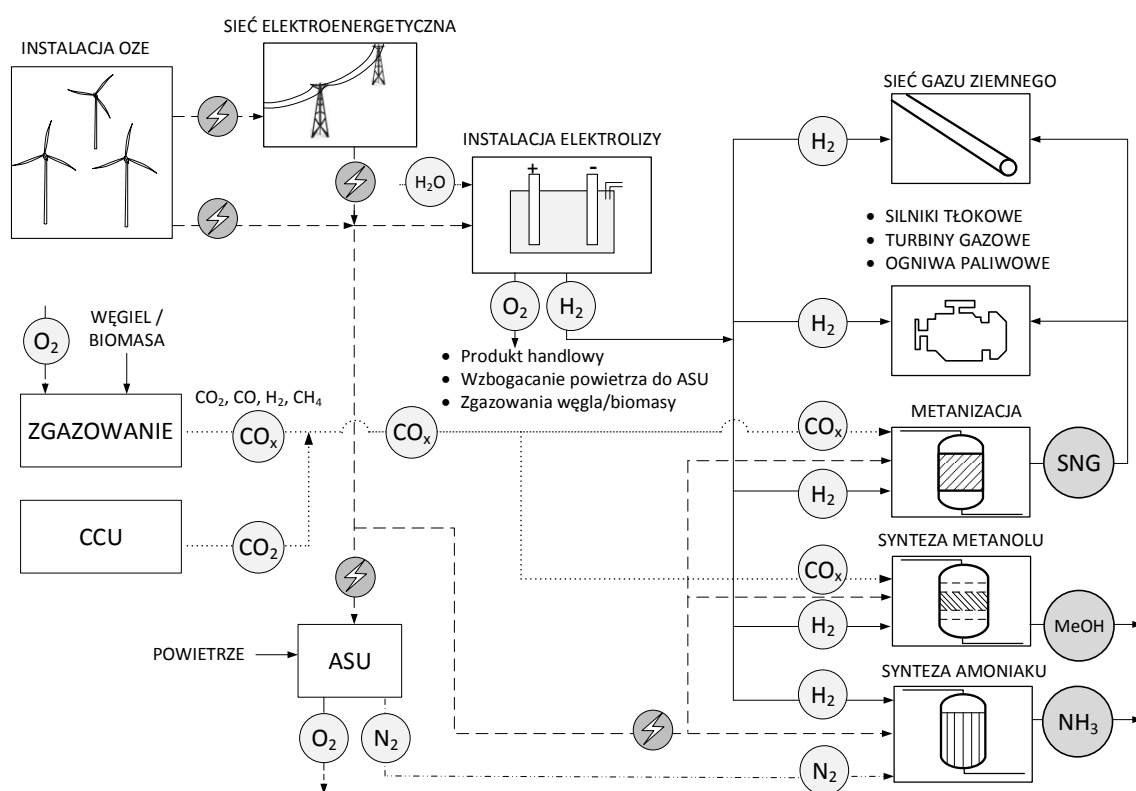 SIEĆ ELEKTROENERGETYCZNA
INSTALACJA OZE
SIEĆ GAZU ZIEMNEGO
INSTALACJA ELEKTROLIZY
H₂
H₂O
+
-
• SILNIKI TŁOKOWE
• TURBINY GAZOWE
• OGNIWA PALIWOWE
O₂
H₂
H₂
WĘGIEL /
BIOMASA
O₂
• Produkt handlowy
• Wzbogacanie powietrza do ASU
• Zgazowania węgla/biomasy
CO₂, CO, H₂, CH₄
ZGAZOWANIE
COₓ
COₓ
METANIZACJA
COₓ
H₂
SNG
CCU
CO₂
SYNTEZA METANOLU
COₓ
H₂
MeOH
POWIETRZE
ASU
SYNTEZA AMONIAKU
H₂
NH₃
O₂
N₂
N₂